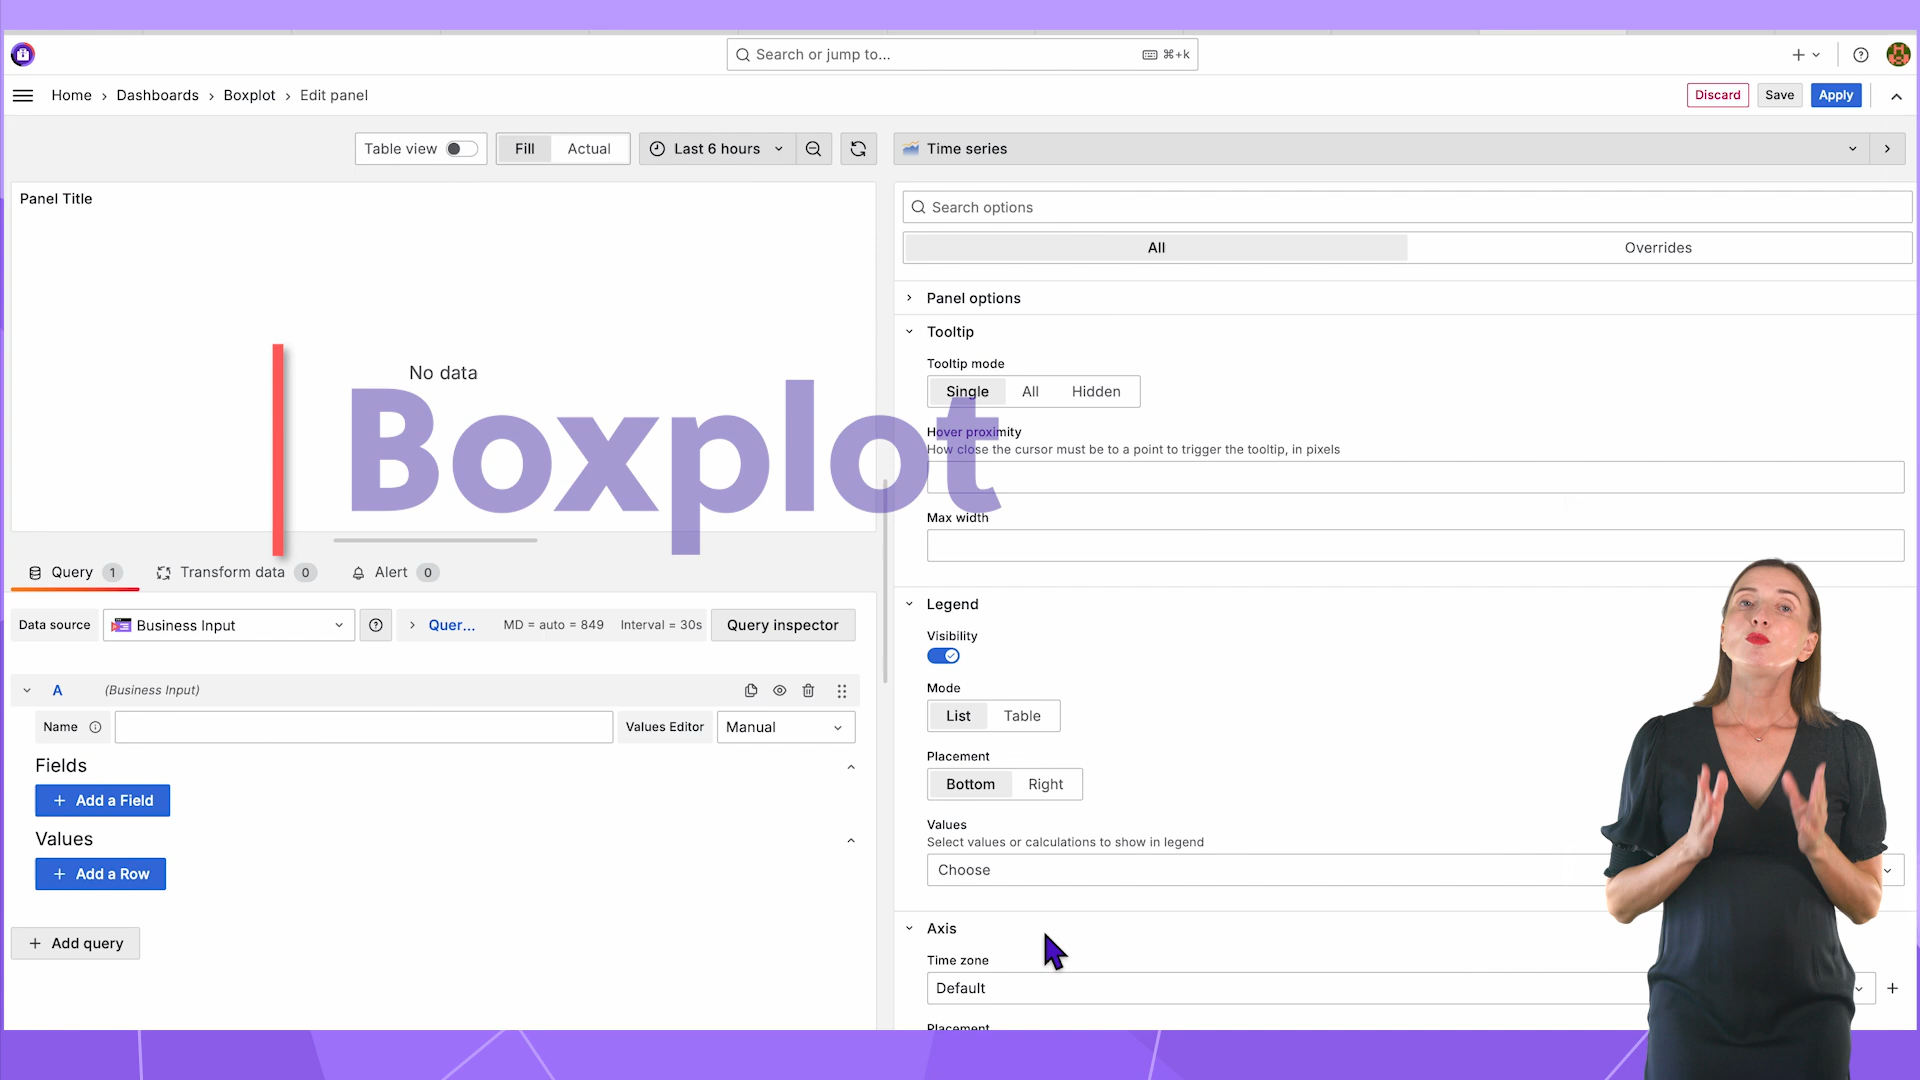 Search or jump to... ⌘+k
Home › Dashboards › Boxplot › Edit panel
Discard Save Apply
Table view Fill Actual Last 6 hours
Time series
Panel Title
No data
Boxplot
Search options
All Overrides
Panel options
Tooltip
Tooltip mode
Single All Hidden
Hover proximity
How close the cursor must be to a point to trigger the tooltip, in pixels
Max width
Query 1 Transform data 0 Alert 0
Data source Business Input Quer... MD = auto = 849 Interval = 30s Query inspector
A (Business Input)
Name Values Editor Manual
Fields
+ Add a Field
Values
+ Add a Row
+ Add query
Legend
Visibility
Mode
List Table
Placement
Bottom Right
Values
Select values or calculations to show in legend
Choose
Axis
Time zone
Default
Placement